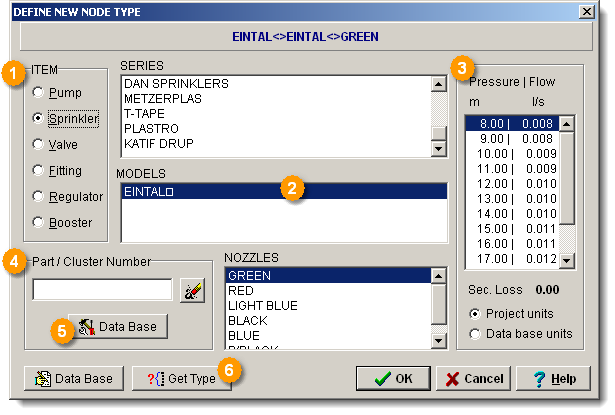 DEFINE NEW NODE TYPE
EINTAL<>EINTAL<>GREEN
1
ITEM
Pump
Sprinkler
Valve
Fitting
Regulator
Booster
SERIES
DAN SPRINKLERS
METZERPLAS
T-TAPE
PLASTRO
KATIF DRUP
MODELS
EINTAL□
2
3
Pressure | Flow
m l/s
8.00 | 0.008
9.00 | 0.008
10.00 | 0.009
11.00 | 0.009
12.00 | 0.010
13.00 | 0.010
14.00 | 0.010
15.00 | 0.011
16.00 | 0.011
17.00 | 0.012
Sec. Loss 0.00
Project units
Data base units
4
Part / Cluster Number
5
Data Base
NOZZLES
GREEN
RED
LIGHT BLUE
BLACK
BLUE
Data Base
?{ Get Type
6
OK
Cancel
? Help